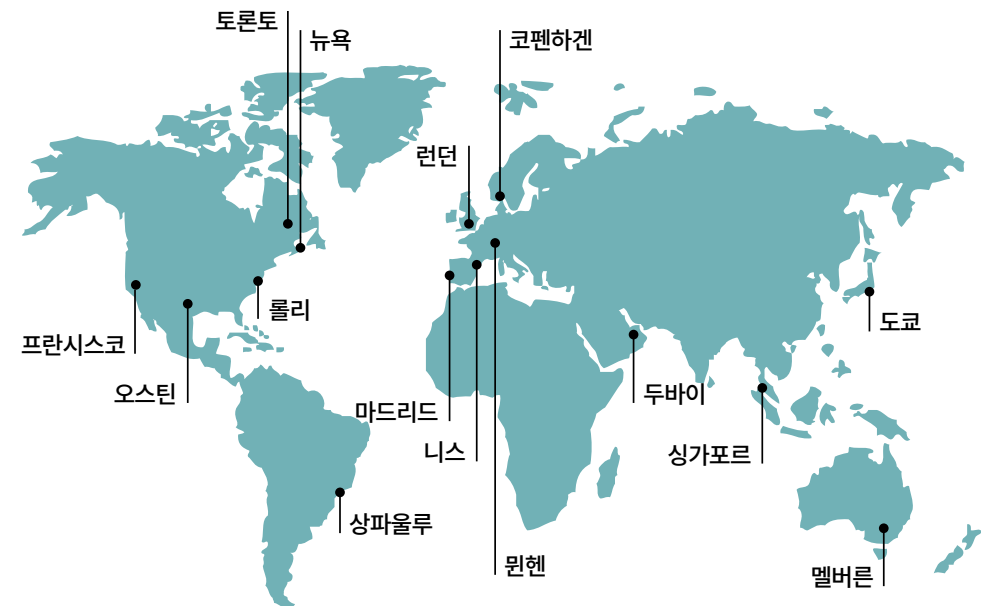 토론토
뉴욕
코펜하겐
런던
롤리
도쿄
프란시스코
오스틴
두바이
마드리드
니스
싱가포르
상파울루
뮌헨
멜버른